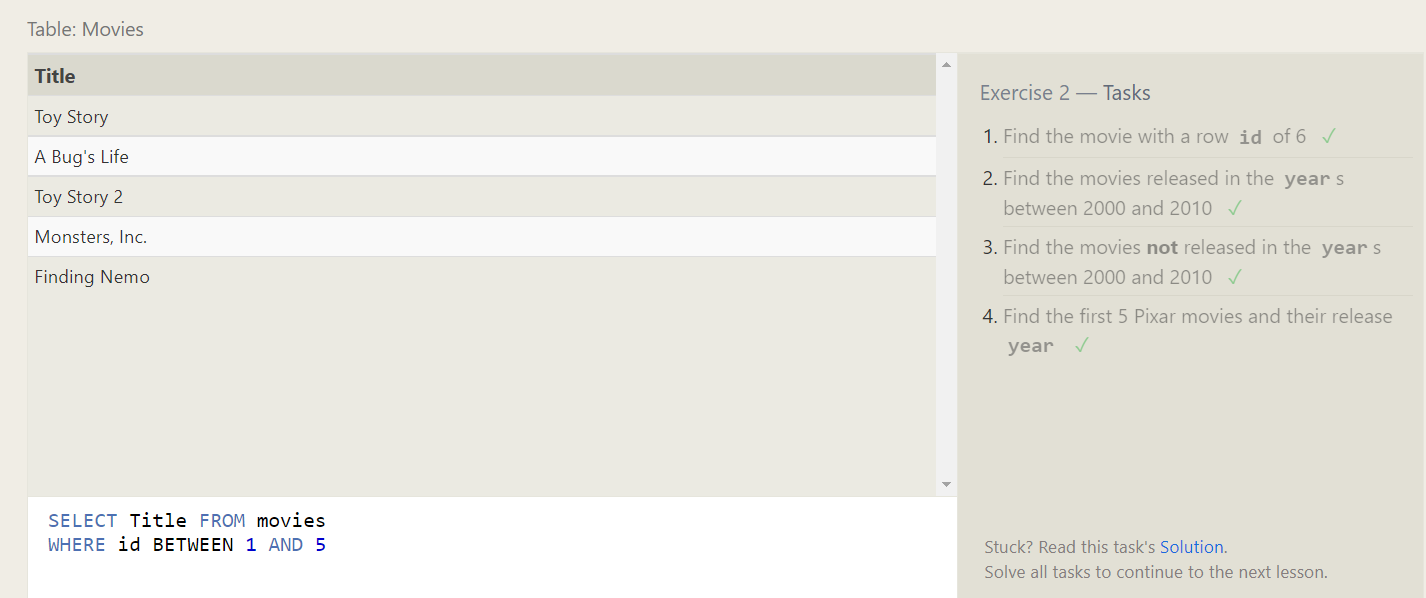 Table: Movies
Title
Toy Story
A Bug's Life
Toy Story 2
Monsters, Inc.
Finding Nemo
SELECT Title FROM movies
WHERE id BETWEEN 1 AND 5
Exercise 2 — Tasks
1. Find the movie with a row id of 6 ✓
2. Find the movies released in the year s
between 2000 and 2010 ✓
3. Find the movies not released in the year s
between 2000 and 2010 ✓
4. Find the first 5 Pixar movies and their release
year ✓
Stuck? Read this task's Solution.
Solve all tasks to continue to the next lesson.